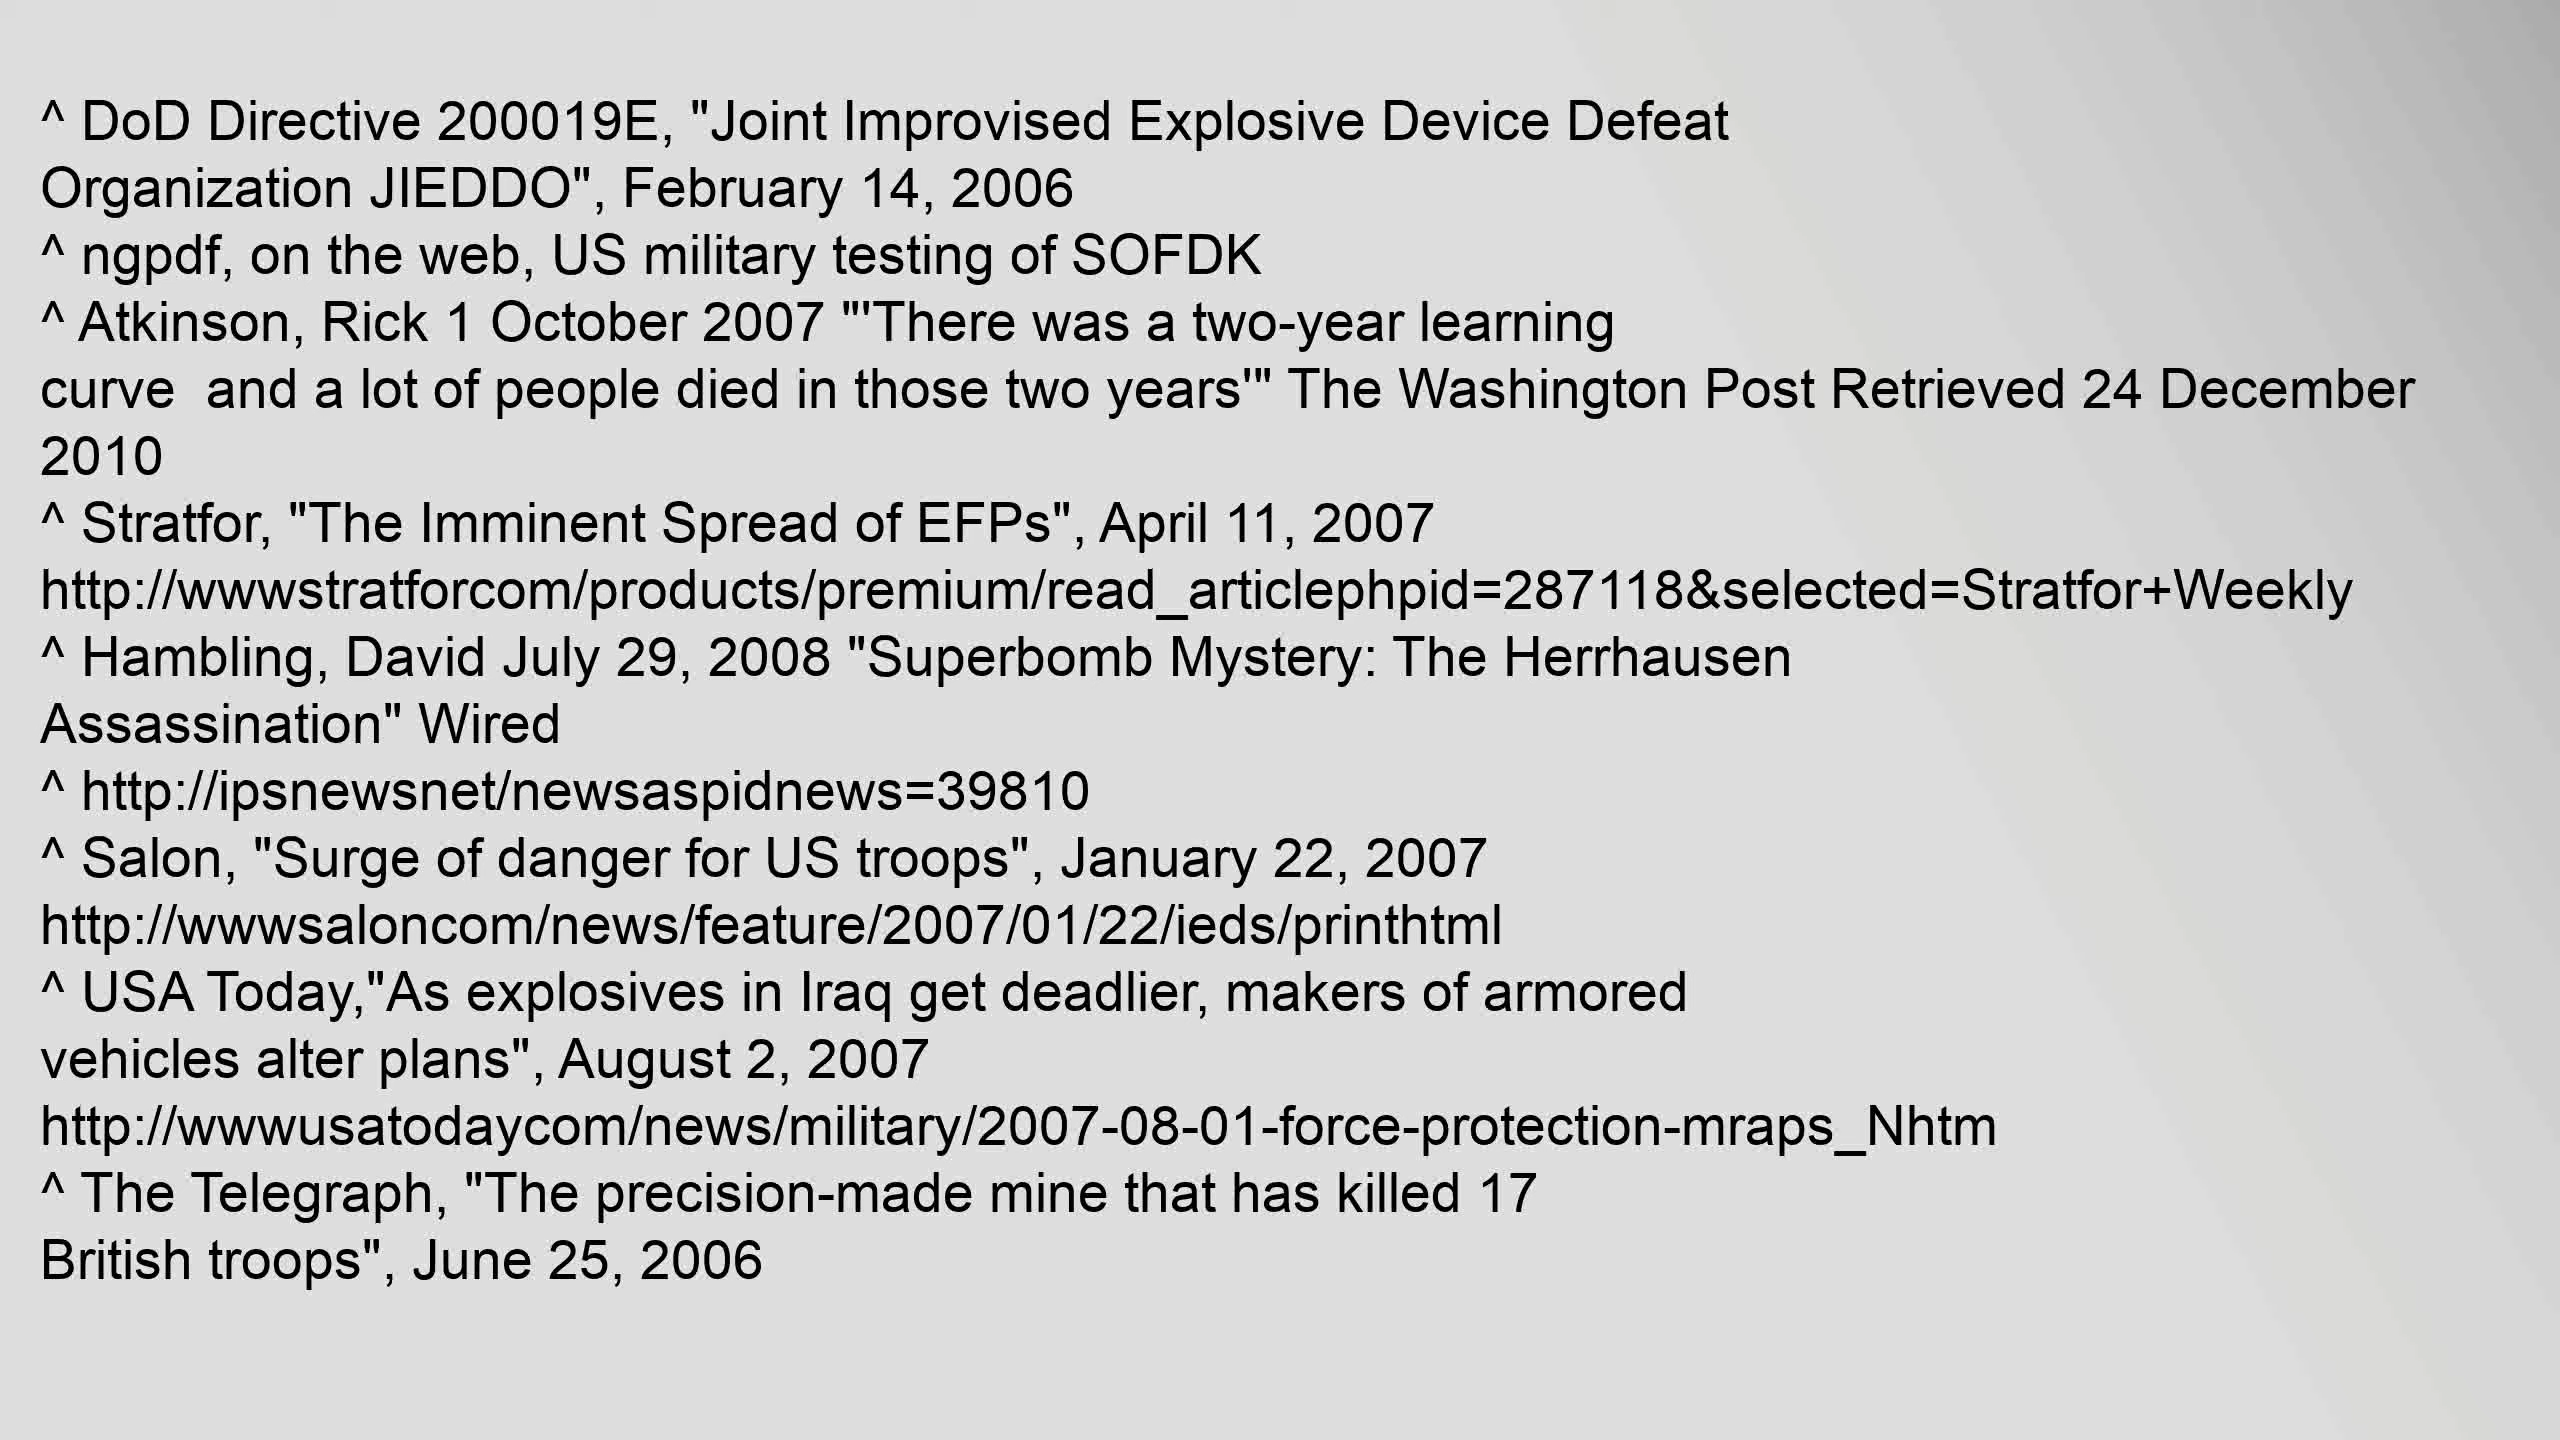 ^ DoD Directive 200019E, "Joint Improvised Explosive Device Defeat
Organization JIEDDO", February 14, 2006
^ ngpdf, on the web, US military testing of SOFDK
^ Atkinson, Rick 1 October 2007 "'There was a two-year learning
curve  and a lot of people died in those two years'" The Washington Post Retrieved 24 December
2010
^ Stratfor, "The Imminent Spread of EFPs", April 11, 2007
http://wwwstratforcom/products/premium/read_articlephpid=287118&selected=Stratfor+Weekly
^ Hambling, David July 29, 2008 "Superbomb Mystery: The Herrhausen
Assassination" Wired
^ http://ipsnewsnet/newsaspidnews=39810
^ Salon, "Surge of danger for US troops", January 22, 2007
http://wwwsaloncom/news/feature/2007/01/22/ieds/printhtml
^ USA Today,"As explosives in Iraq get deadlier, makers of armored
vehicles alter plans", August 2, 2007
http://wwwusatodaycom/news/military/2007-08-01-force-protection-mraps_Nhtm
^ The Telegraph, "The precision-made mine that has killed 17
British troops", June 25, 2006